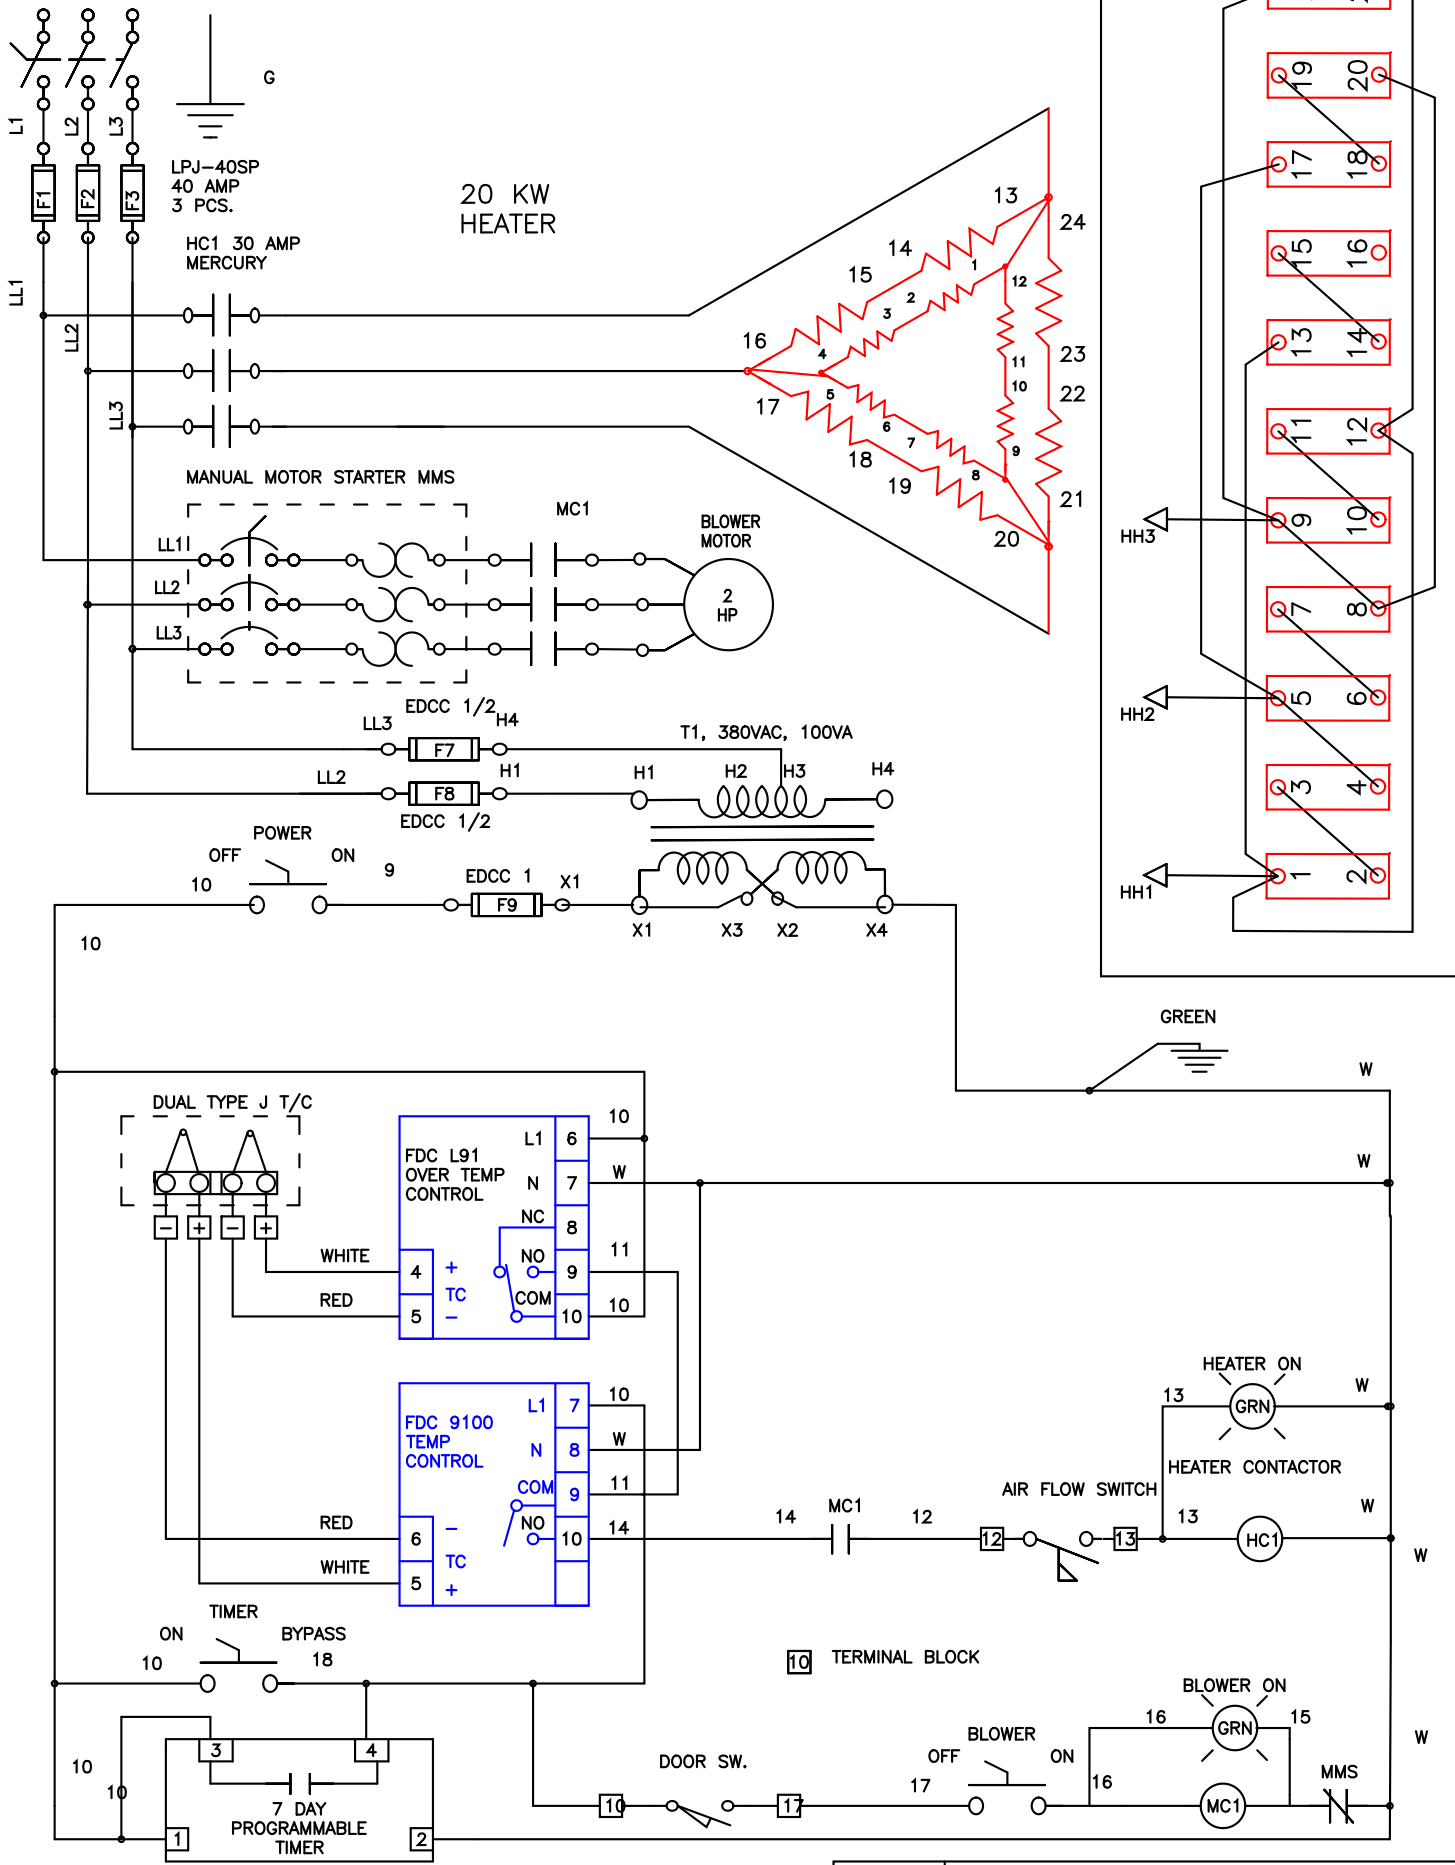 G
L1
L2
L3
F1
F2
F3
LPJ-40SP
40 AMP
3 PCS.
HC1 30 AMP
MERCURY
20 KW
HEATER
LL1
LL2
LL3
13
14
15
16
17
18
19
20
21
22
23
24
1
2
3
4
5
6
7
8
9
10
11
12
MANUAL MOTOR STARTER MMS
LL1
LL2
LL3
MC1
BLOWER
MOTOR
2
HP
EDCC 1/2
LL3
F7
H4
LL2
F8
H1
EDCC 1/2
T1, 380VAC, 100VA
H1
H2
H3
H4
POWER
OFF
ON
10
9
EDCC 1
F9
X1
X1
X3
X2
X4
10
19
20
17
18
15
16
13
14
11
12
9
10
HH3
7
8
5
6
HH2
3
4
1
2
HH1
GREEN
W
DUAL TYPE J T/C
-
+
-
+
WHITE
RED
FDC L91
OVER TEMP
CONTROL
L1 6 10
N 7 W
NC 8
NO 9 11
COM 10 10
4 +
TC
5 -
W
FDC 9100
TEMP
CONTROL
L1 7 10
N 8 W
COM 9 11
NO 10 14
RED
WHITE
6 -
TC
5 +
14
MC1
12
12
AIR FLOW SWITCH
13
13
HEATER ON
13
GRN
W
HEATER CONTACTOR
HC1
W
W
TIMER
ON
BYPASS
10
18
10
TERMINAL BLOCK
10
10
3
4
7 DAY
PROGRAMMABLE
TIMER
1
2
DOOR SW.
10
17
17
BLOWER
OFF
ON
BLOWER ON
16
GRN
15
16
MC1
MMS
W